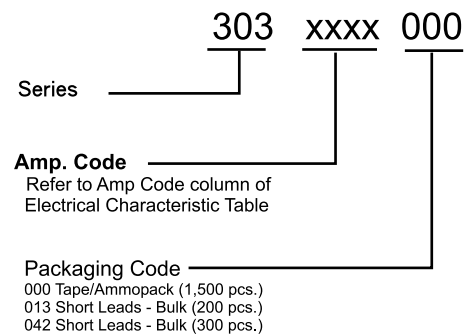 303 xxxx 000
Series
Amp. Code
Refer to Amp Code column of
Electrical Characteristic Table
Packaging Code
000 Tape/Ammopack (1,500 pcs.)
013 Short Leads - Bulk (200 pcs.)
042 Short Leads - Bulk (300 pcs.)